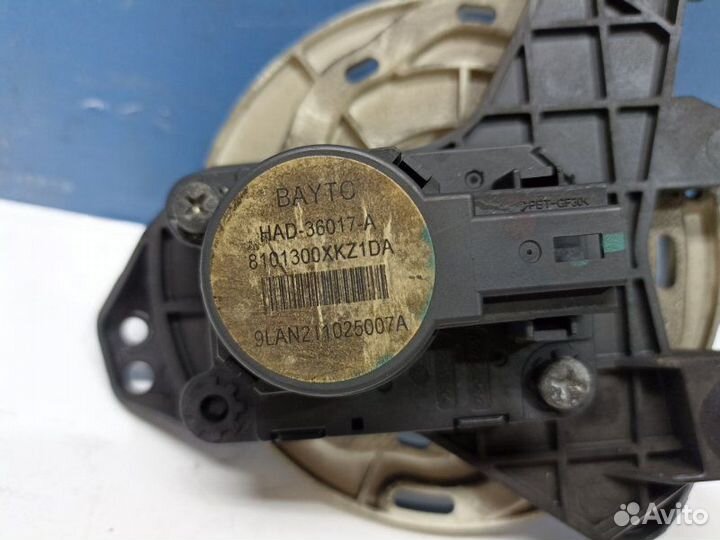 BAYTC
HAD-36017-A
8101300XKZ1DA
9LAN211025007A
>PBT-GF30<
Avito